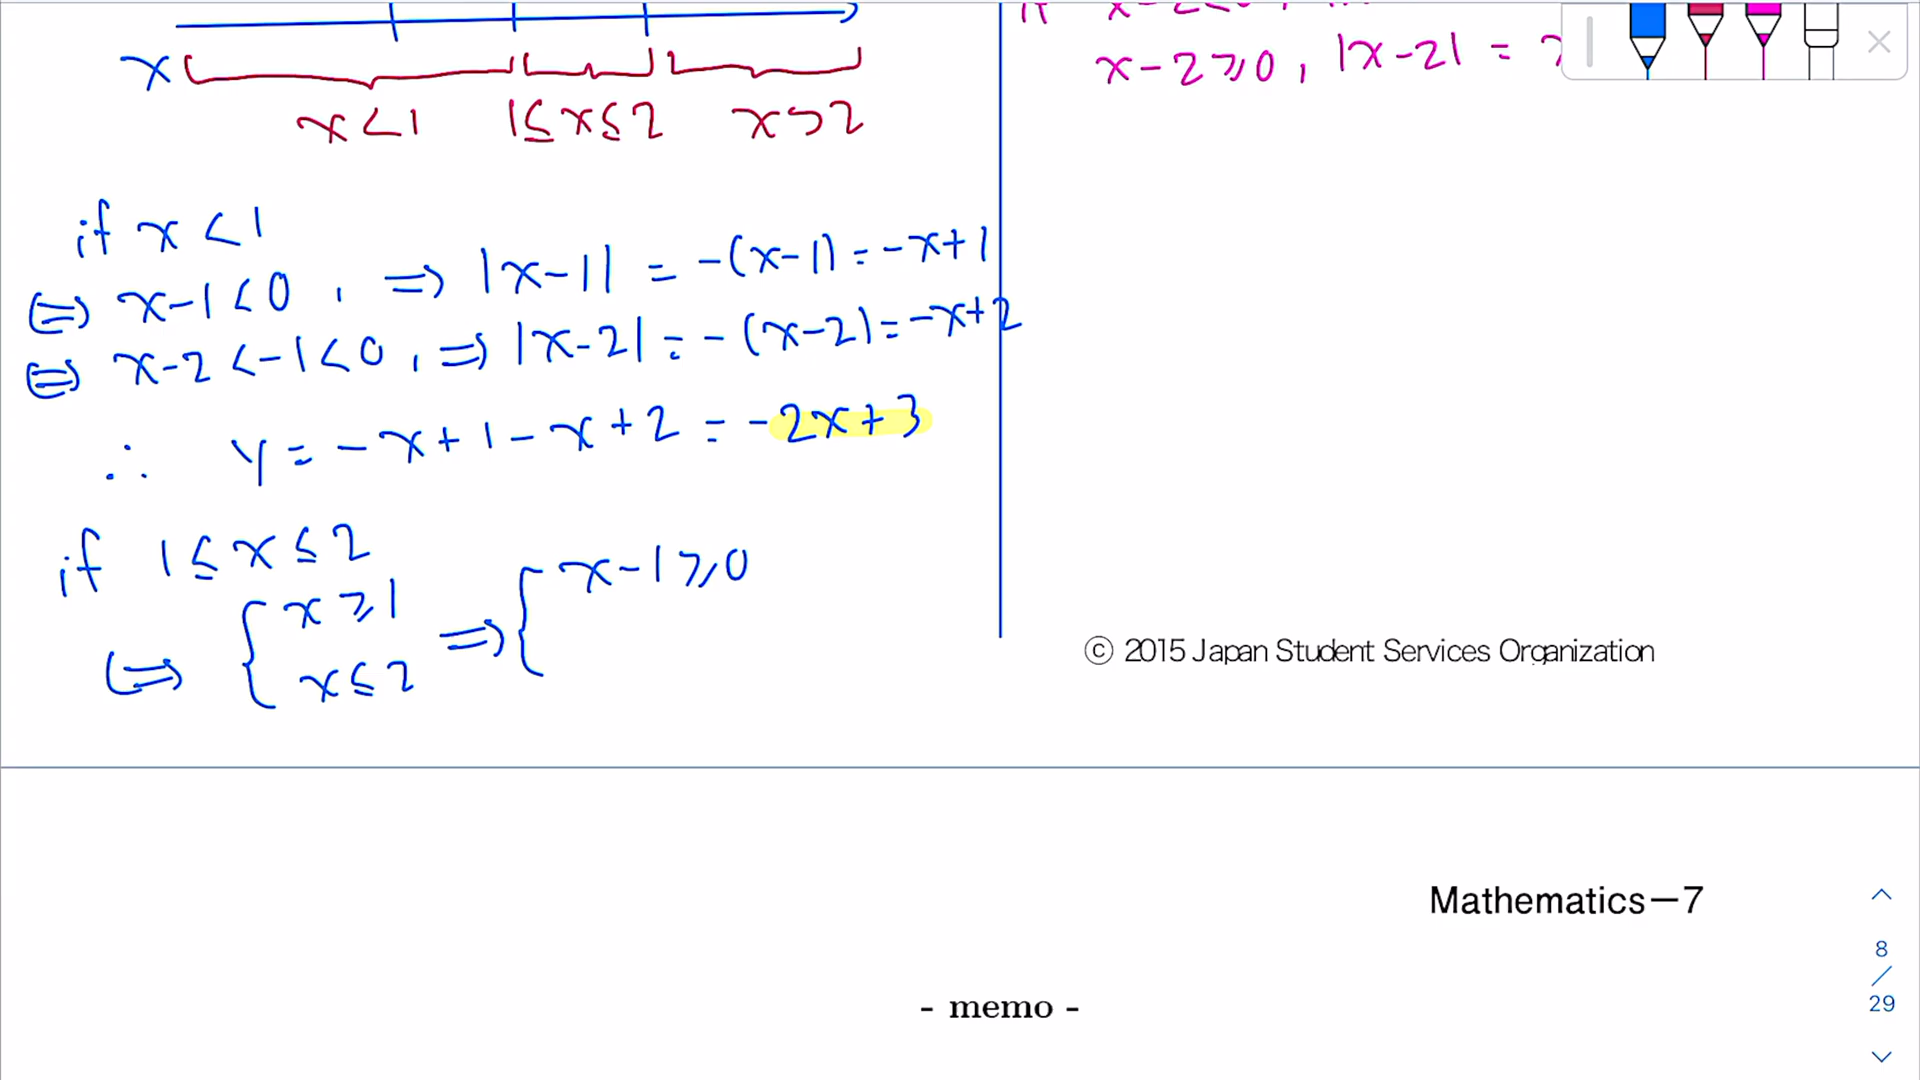 x-2≥0, |x-2| =
x
x<1 1≤x≤2 x>2
if x<1
⇔ x-1<0, ⇒ |x-1| = -(x-1) = -x+1
⇔ x-2<-1<0, ⇒ |x-2| = -(x-2) = -x+2
∴ y = -x+1-x+2 = -2x+3
if 1≤x≤2
⇔ { x≥1 ⇒ { x-1≥0
x≤2
© 2015 Japan Student Services Organization
Mathematics－7
8
/
29
- memo -